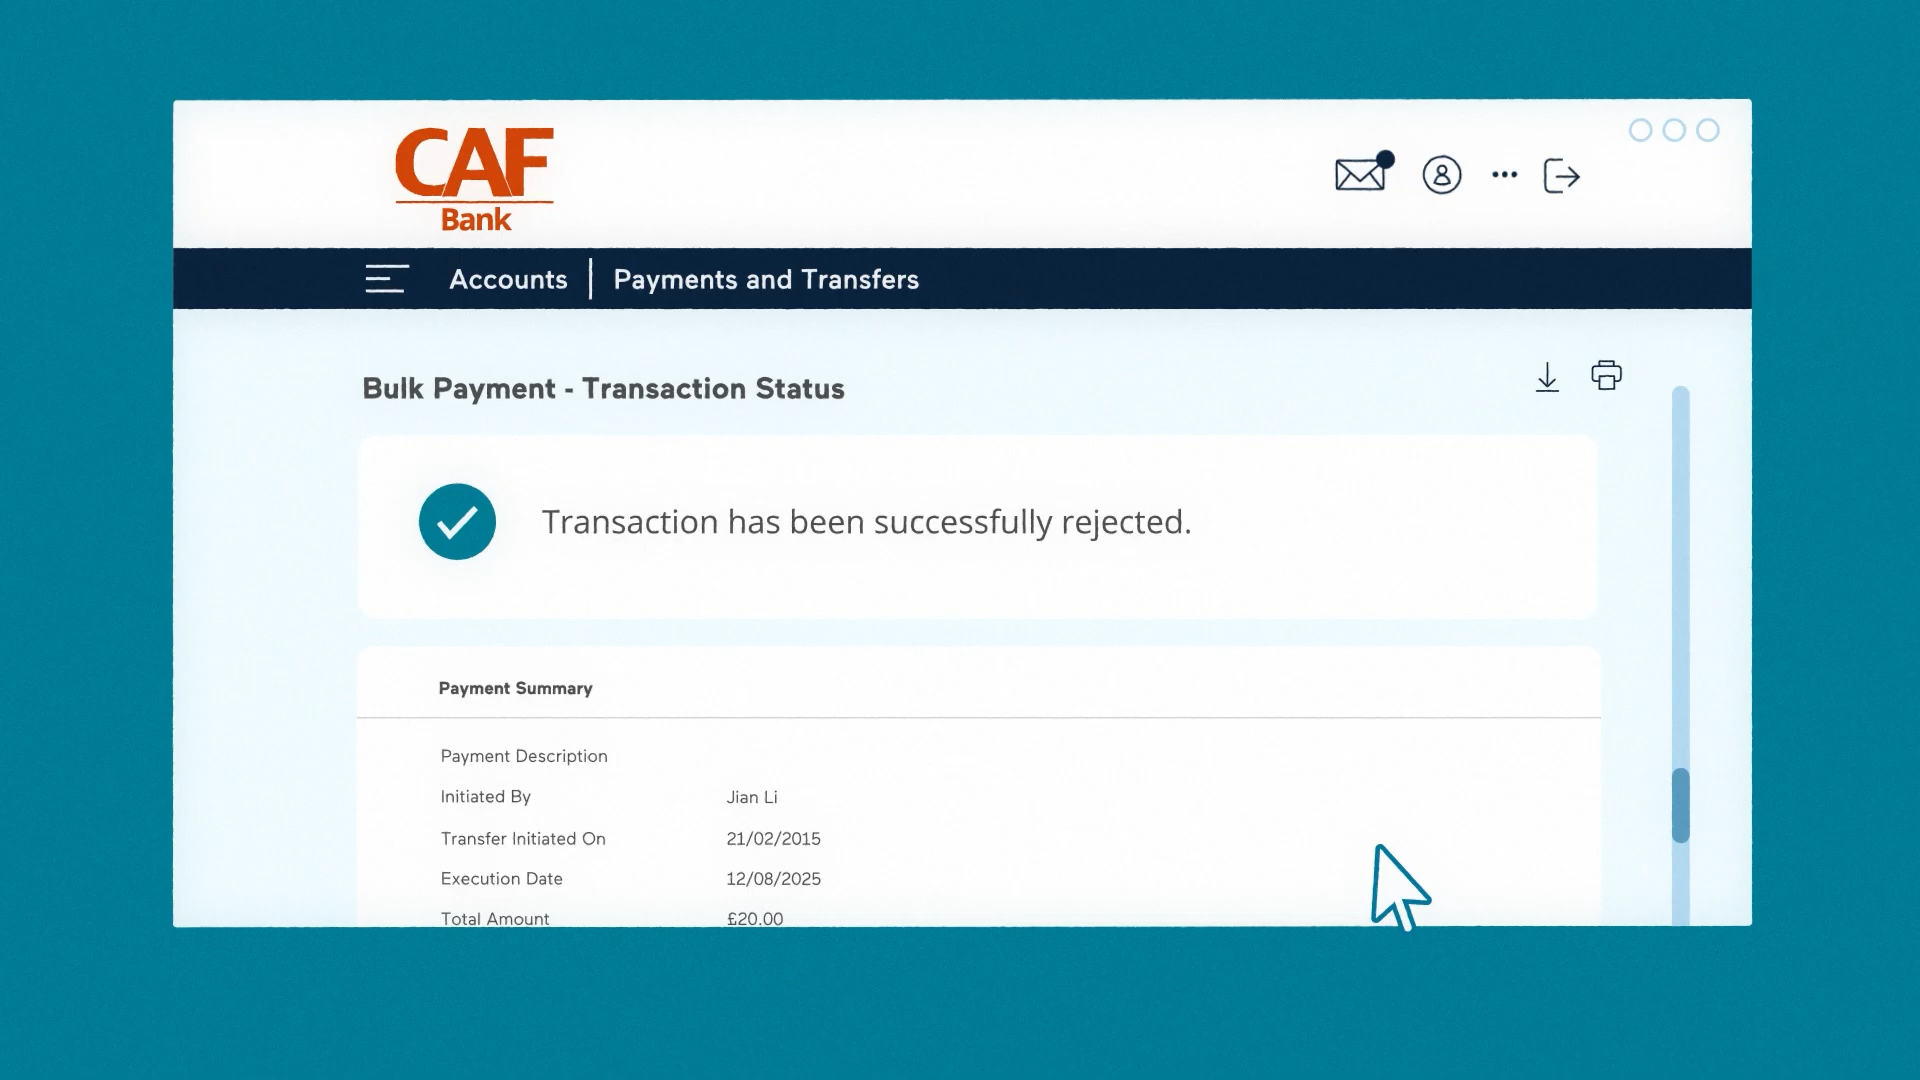 CAF
Bank
Accounts | Payments and Transfers
Bulk Payment - Transaction Status
Transaction has been successfully rejected.
Payment Summary
Payment Description
Initiated By Jian Li
Transfer Initiated On 21/02/2015
Execution Date 12/08/2025
Total Amount £20.00